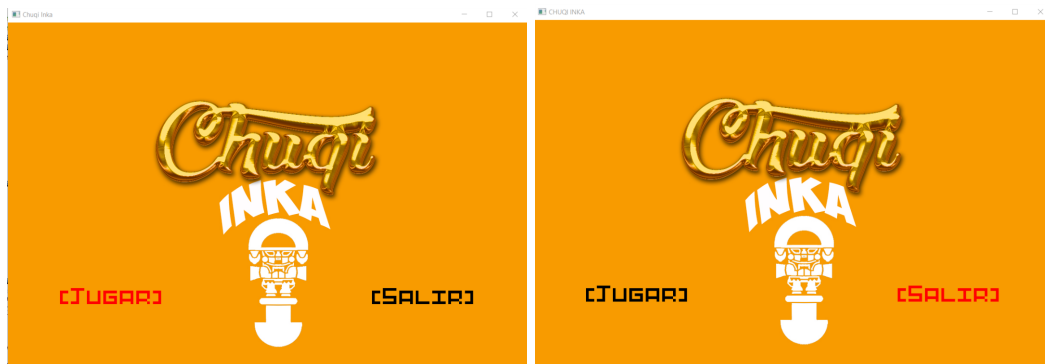 Chuqi Inka
Chuqi
INKA
[JUGAR] [SALIR]
CHUQI INKA
Chuqi
INKA
[JUGAR] [SALIR]